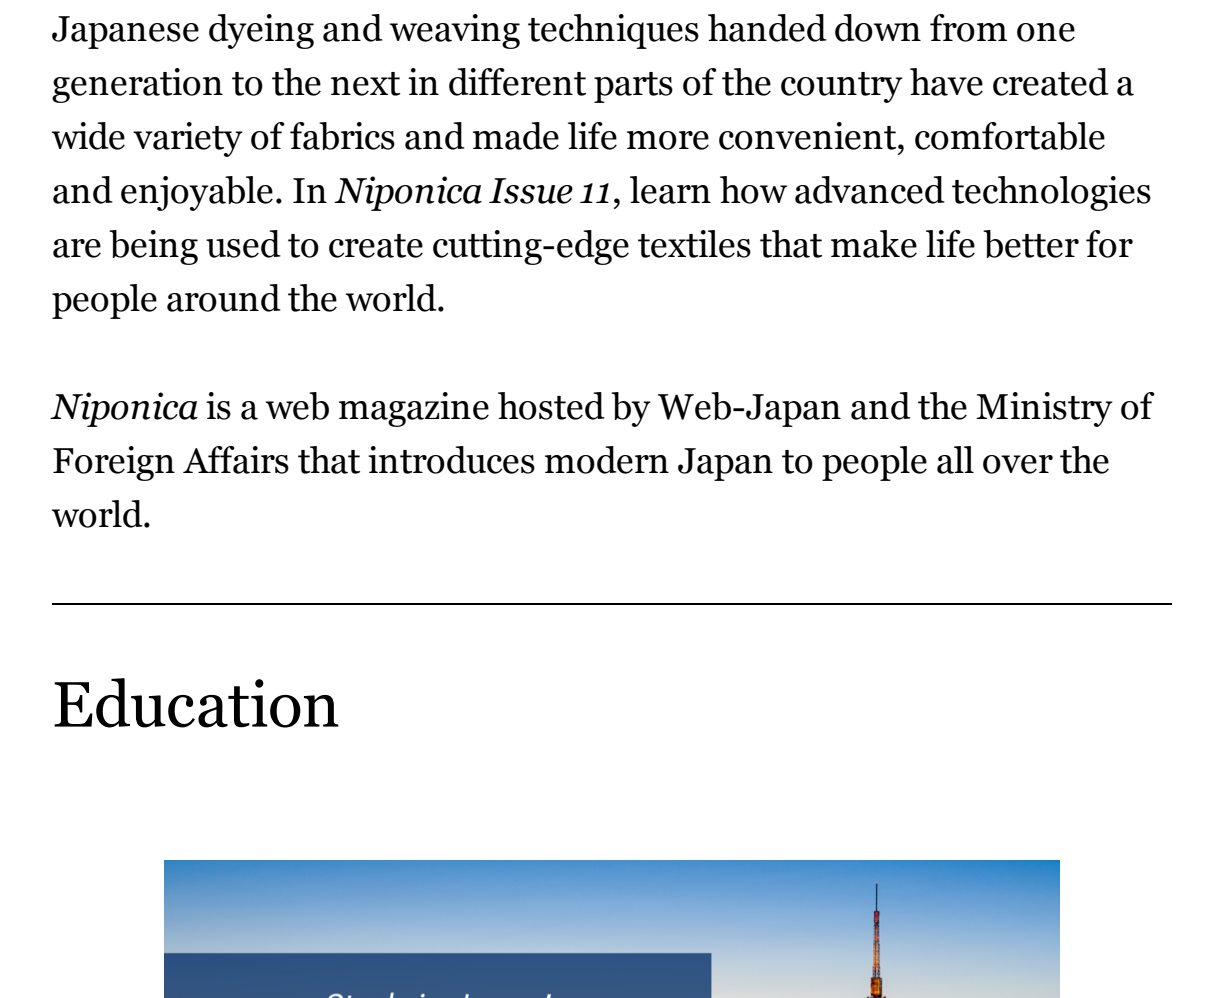 Japanese dyeing and weaving techniques handed down from one
generation to the next in different parts of the country have created a
wide variety of fabrics and made life more convenient, comfortable
and enjoyable. In Niponica Issue 11, learn how advanced technologies
are being used to create cutting-edge textiles that make life better for
people around the world.
Niponica is a web magazine hosted by Web-Japan and the Ministry of
Foreign Affairs that introduces modern Japan to people all over the
world.
Education